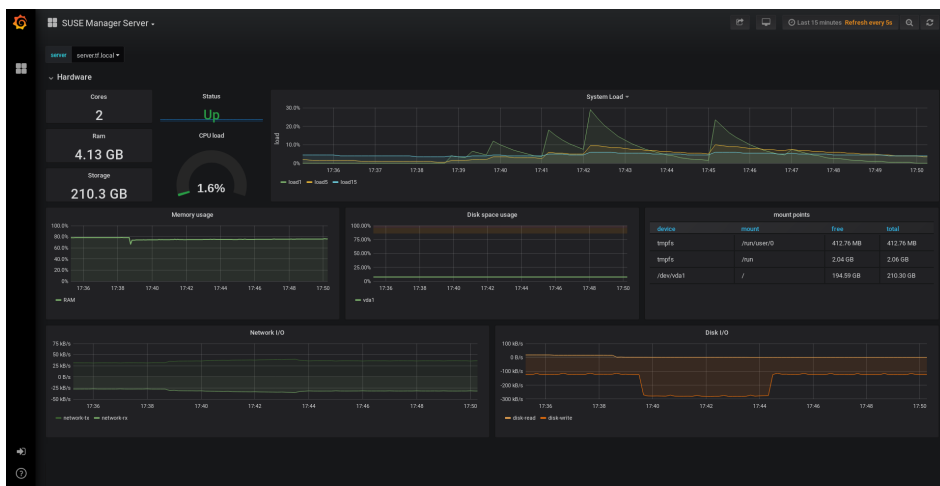 SUSE Manager Server
Last 15 minutes Refresh every 5s
server server.tf.local
Hardware
Cores
2
Status
Up
Ram
4.13 GB
CPU load
1.6%
Storage
210.3 GB
System Load
load
30.0%
20.0%
10.0%
0%
17:36 17:37 17:38 17:39 17:40 17:41 17:42 17:43 17:44 17:45 17:46 17:47 17:48 17:49 17:50
load1 load5 load15
Memory usage
100.0%
80.0%
60.0%
40.0%
20.0%
0%
17:36 17:38 17:40 17:42 17:44 17:46 17:48 17:50
RAM
Disk space usage
100.00%
75.00%
50.00%
25.00%
0%
17:36 17:38 17:40 17:42 17:44 17:46 17:48 17:50
vda1
mount points
device mount free total
tmpfs /run/user/0 412.76 MB 412.76 MB
tmpfs /run 2.04 GB 2.06 GB
/dev/vda1 / 194.59 GB 210.30 GB
Network I/O
75 kB/s
50 kB/s
25 kB/s
0 B/s
-25 kB/s
-50 kB/s
17:36 17:38 17:40 17:42 17:44 17:46 17:48 17:50
network-tx network-rx
Disk I/O
100 kB/s
0 B/s
-100 kB/s
-200 kB/s
-300 kB/s
17:36 17:38 17:40 17:42 17:44 17:46 17:48 17:50
disk-read disk-write